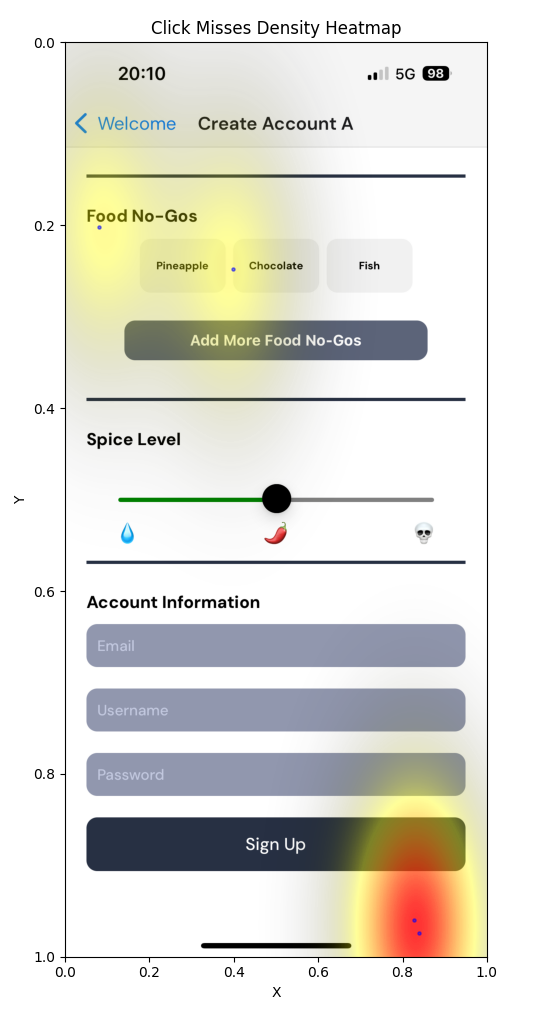 Click Misses Density Heatmap
0.0
20:10 5G 98
Welcome Create Account A
0.2
Food No-Gos
Pineapple Chocolate Fish
Add More Food No-Gos
0.4
Spice Level
Y
0.6
Account Information
Email
Username
0.8
Password
Sign Up
1.0
0.0 0.2 0.4 0.6 0.8 1.0
X